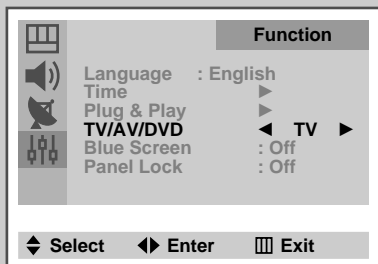 Function
Language : English
Time ►
Plug & Play ►
TV/AV/DVD ◄ TV ►
Blue Screen : Off
Panel Lock : Off
Select Enter Exit